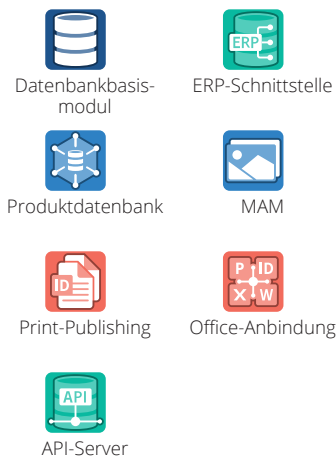 ERP
Datenbankbasis-
modul
ERP-Schnittstelle
Produktdatenbank
MAM
ID
P ID
X W
Print-Publishing
Office-Anbindung
API
API-Server